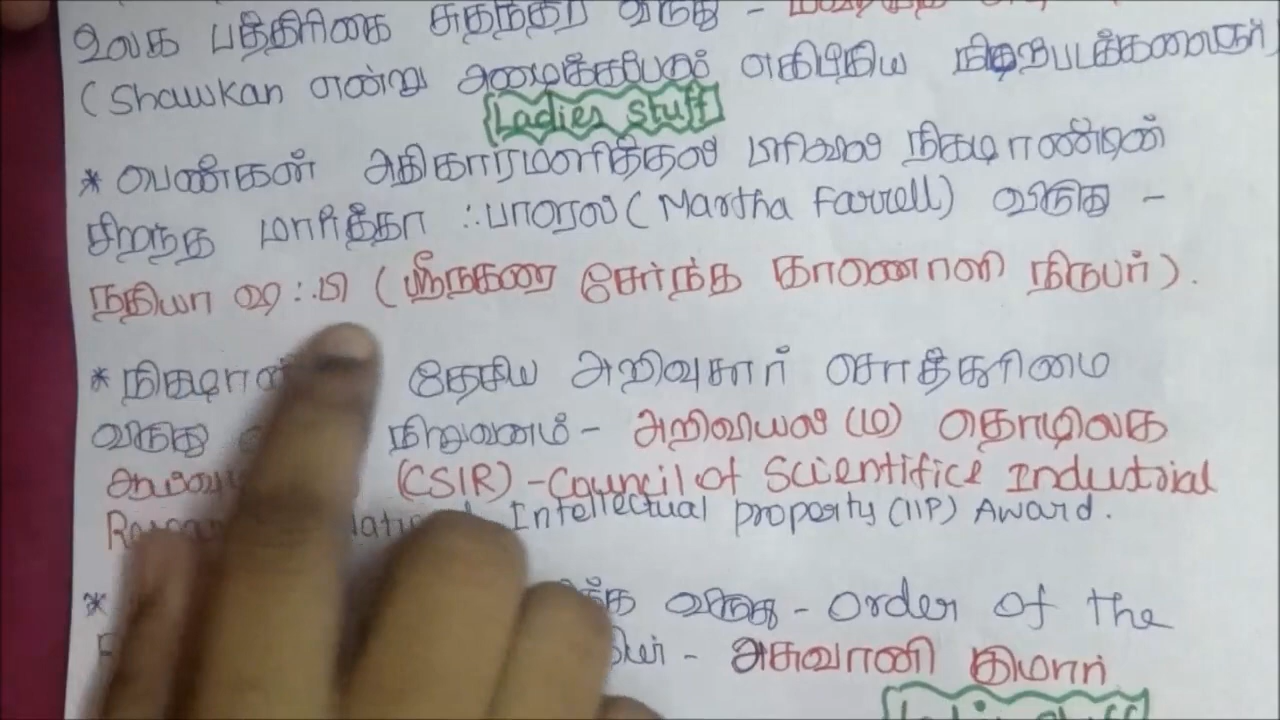 உலக பத்திரிகை சுதந்திர விருது -
(Shawkan என்று அழைக்கப்படும் எகிப்திய நிழற்படக்கலைஞர்)
Ladies Stuff
* பெண்கள் அதிகாரமளித்தல் பிரிவில் நிகழாண்டின்
சிறந்த மார்த்தா ஃபாரெல் (Martha Farrell) விருது -
நதியா ஷஃபி (ஸ்ரீநகரை சேர்ந்த காணொளி நிருபர்).
* தேசிய அறிவுசார் சொத்துரிமை
விருது நிறுவனம் - அறிவியல் (ம) தொழிலக
(CSIR) - Council of Scientifice Industrial
Intellectual property (IIP) Award.
* விருது - Order of the
- அசுவானி குமார்